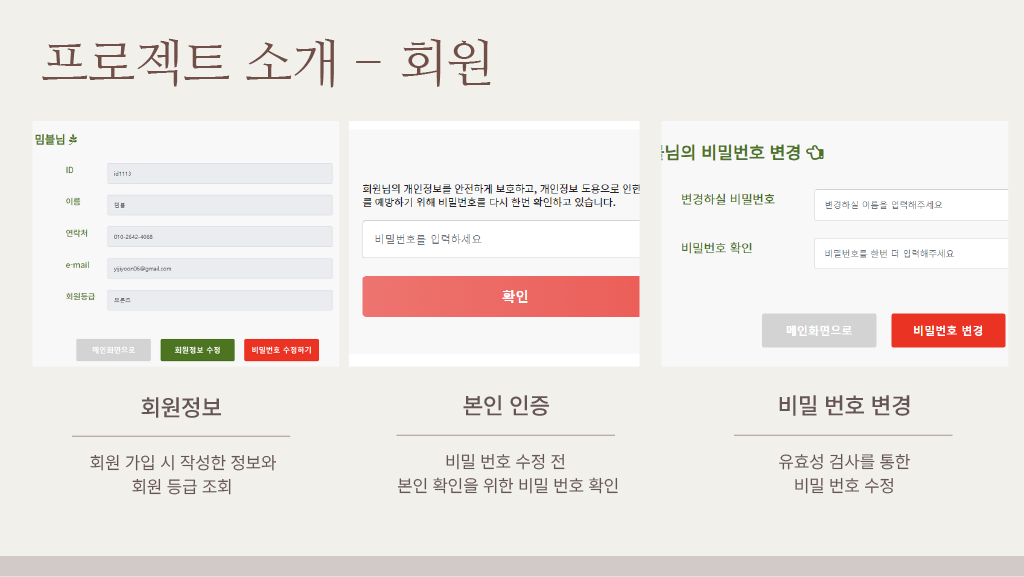 프로젝트 소개 – 회원
밈블님
ID
id1113
이름
밈블
연락처
010-2642-4068
e-mail
yijiyoon06@gmail.com
회원등급
브론즈
메인화면으로
회원정보 수정
비밀번호 수정하기
회원님의 개인정보를 안전하게 보호하고, 개인정보 도용으로 인한
를 예방하기 위해 비밀번호를 다시 한번 확인하고 있습니다.
비밀번호를 입력하세요
확인
님의 비밀번호 변경
변경하실 비밀번호
변경하실 이름을 입력해주세요
비밀번호 확인
비밀번호를 한번 더 입력해주세요
메인화면으로
비밀번호 변경
회원정보
회원 가입 시 작성한 정보와
회원 등급 조회
본인 인증
비밀 번호 수정 전
본인 확인을 위한 비밀 번호 확인
비밀 번호 변경
유효성 검사를 통한
비밀 번호 수정